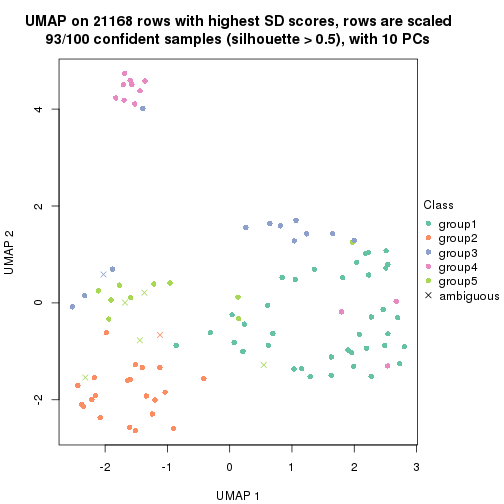 UMAP on 21168 rows with highest SD scores, rows are scaled
93/100 confident samples (silhouette > 0.5), with 10 PCs
4
2
0
-2
UMAP 2
-2
-1
0
1
2
3
UMAP 1
Class
group1
group2
group3
group4
group5
ambiguous